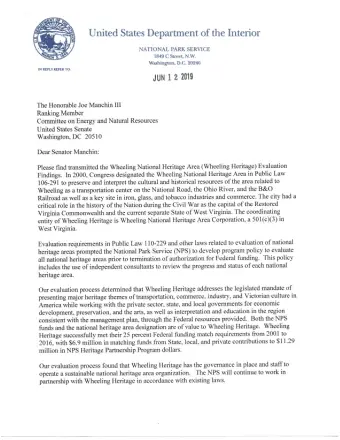 United States Department of the Interior
NATIONAL PARK SERVICE
1849 C Street, N.W.
Washington, D.C. 20240
IN REPLY REFER TO:
JUN 12 2019
The Honorable Joe Manchin III
Ranking Member
Committee on Energy and Natural Resources
United States Senate
Washington, DC 20510
Dear Senator Manchin:
Please find transmitted the Wheeling National Heritage Area (Wheeling Heritage) Evaluation
Findings. In 2000, Congress designated the Wheeling National Heritage Area in Public Law
106-291 to preserve and interpret the cultural and historical resources of the area related to
Wheeling as a transportation center on the National Road, the Ohio River, and the B&O
Railroad as well as a key site in iron, glass, and tobacco industries and commerce. The city had a
critical role in the history of the Nation during the Civil War as the capital of the Restored
Virginia Commonwealth and the current separate State of West Virginia. The coordinating
entity of Wheeling is Wheeling National Heritage Area Corporation, a 501(c)(3) in
West Virginia.
Evaluation requirements in Public Law 110-229 and other laws related to evaluation of national
heritage areas prompted the National Park Service (NPS) to develop program policy to evaluate
all national heritage areas prior to termination of authorization for Federal funding. This policy
includes the use of independent consultants to review the progress and status of each national
heritage area.
Our evaluation process determined that Wheeling Heritage addresses the legislated mandate of
presenting major heritage themes of transportation, commerce, industry, and Victorian culture in
America while working with the private sector, state, and local governments for economic
development, preservation, and the arts, as well as interpretation and education in the region
consistent with the management plan, through the Federal resources provided. Both the NPS
funds and the national heritage area designation are of value to Wheeling Heritage. Wheeling
Heritage successfully met their 25 percent Federal funding match requirements from 2001 to
2016, with $6.9 million in matching funds from State, local, and private contributions to $11.29
million in NPS Heritage Partnership Program dollars.
Our evaluation process found that Wheeling Heritage has the governance in place and staff to
operate a sustainable national heritage area organization. The NPS will continue to work in
partnership with Wheeling Heritage in accordance with existing laws.